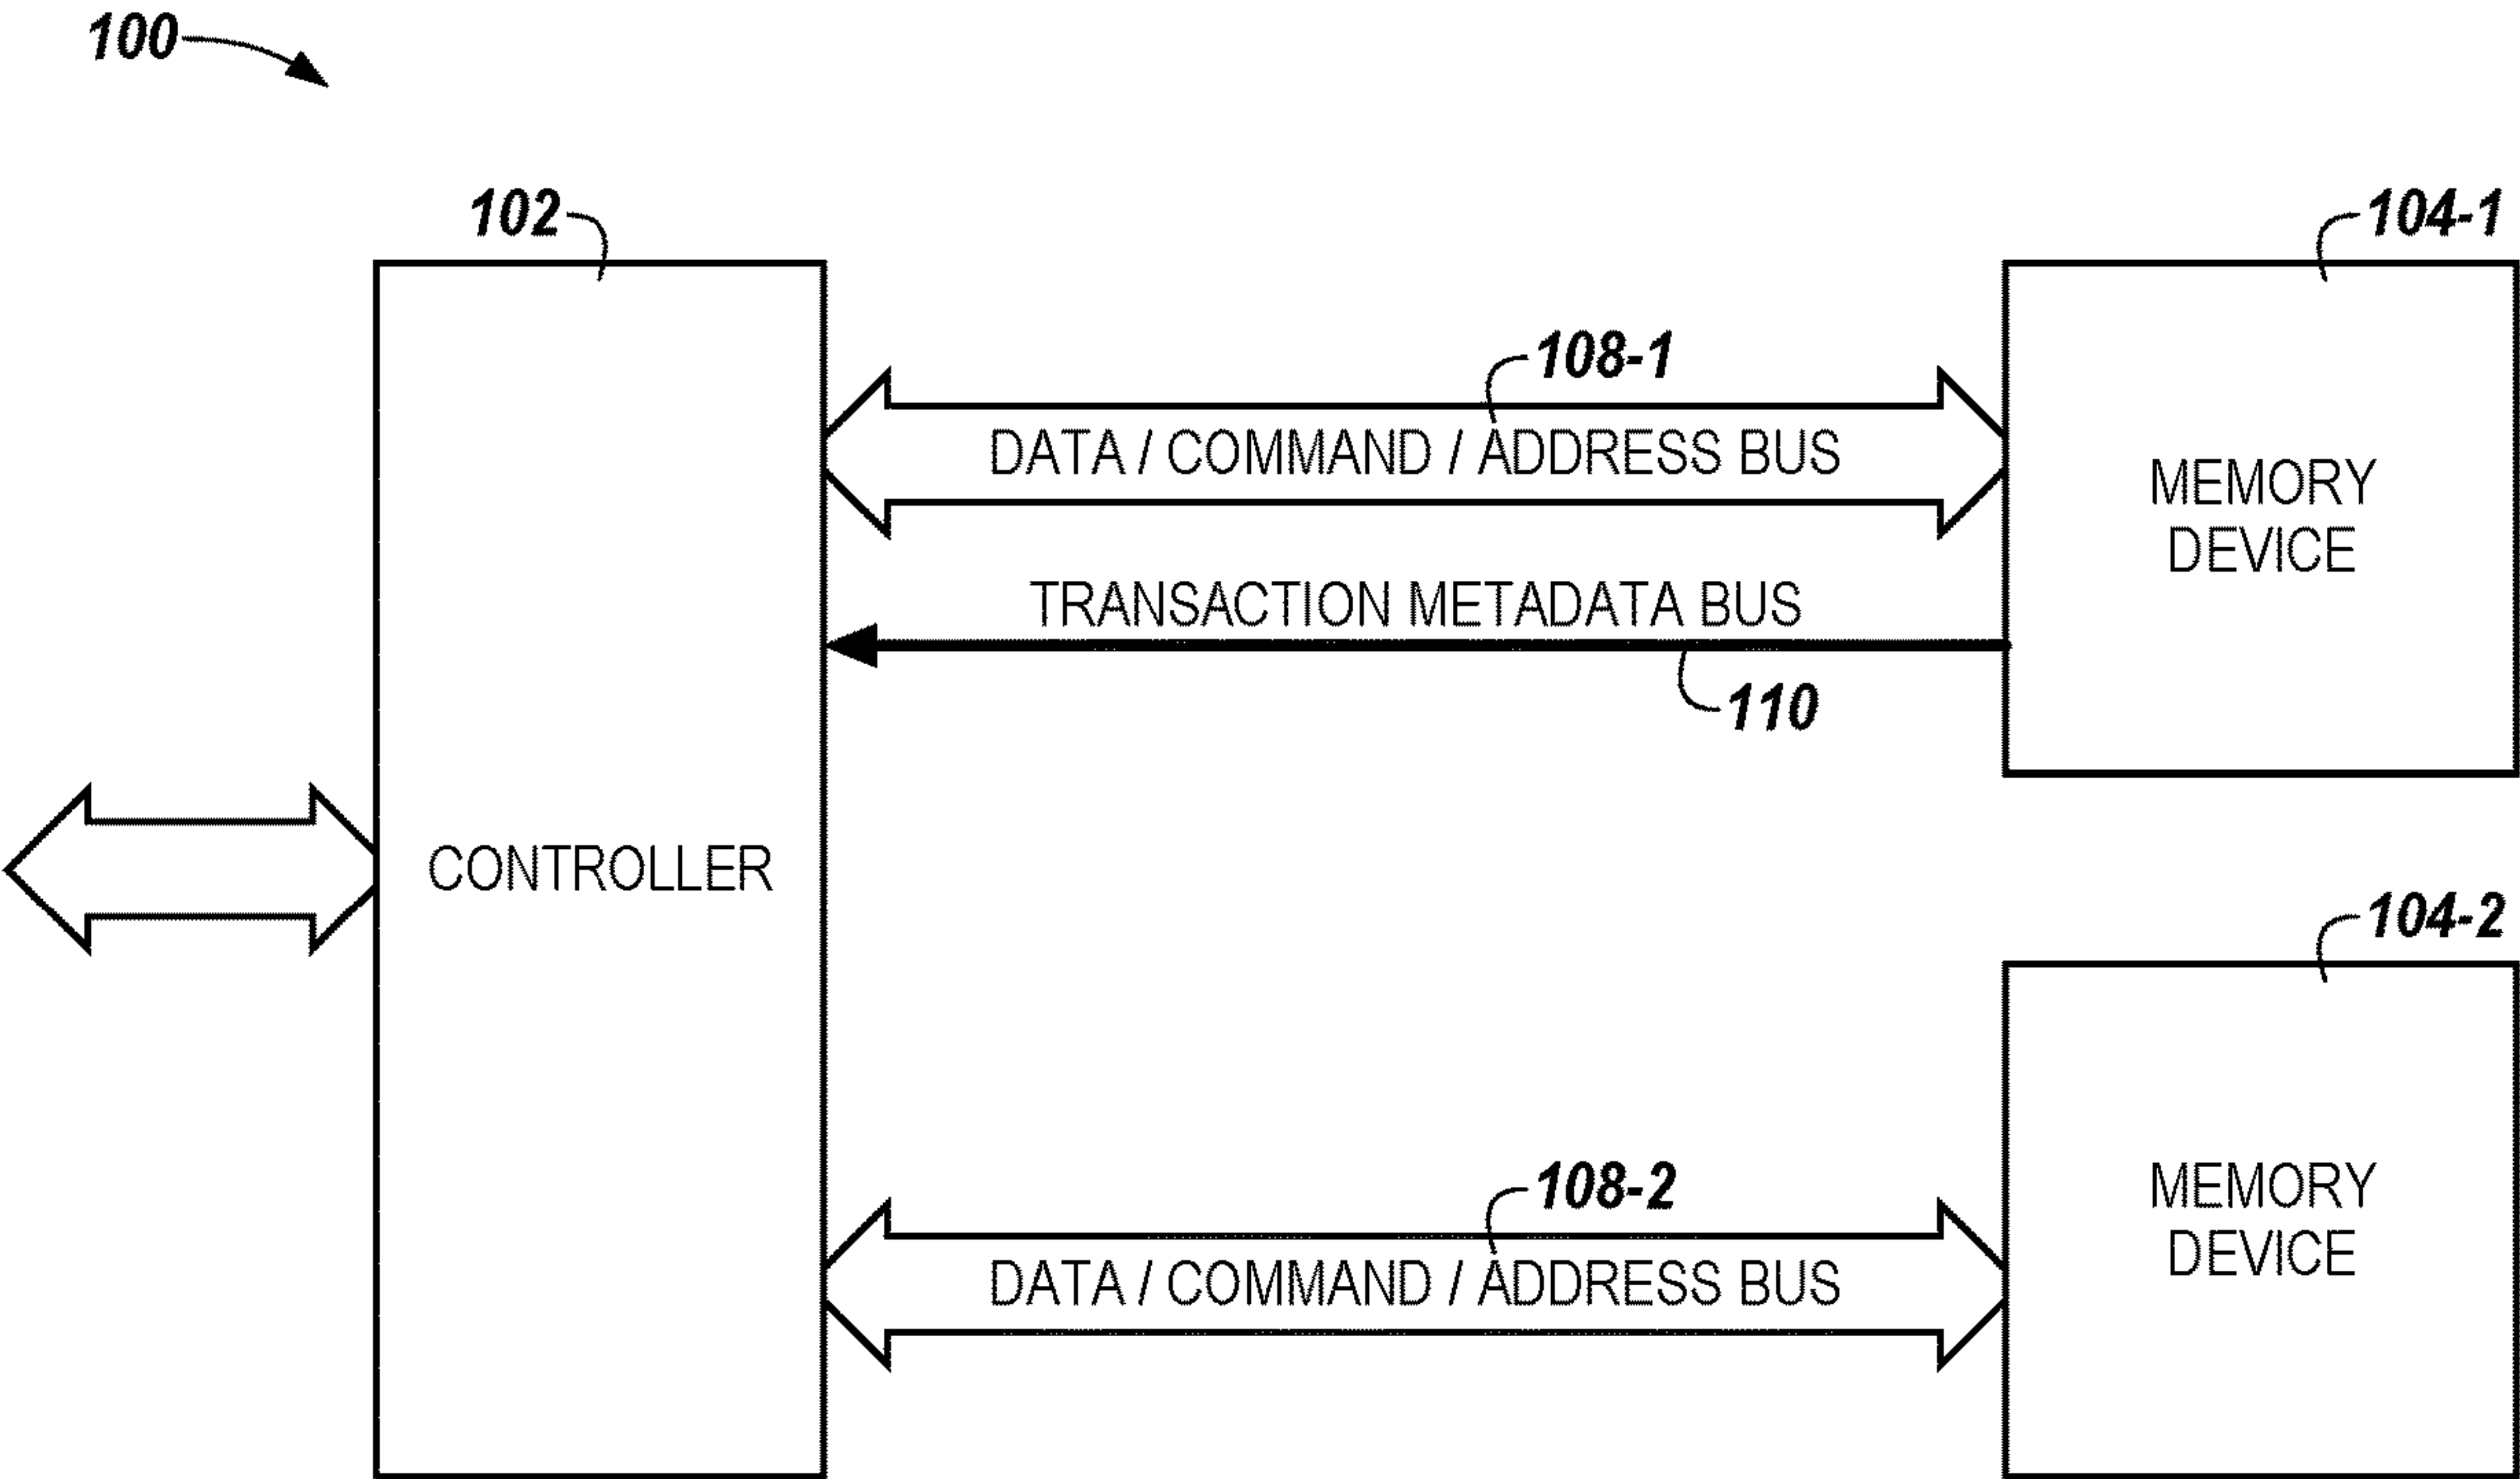 100
102
104-1
108-1
DATA / COMMAND / ADDRESS BUS
MEMORY
DEVICE
TRANSACTION METADATA BUS
110
CONTROLLER
104-2
108-2
DATA / COMMAND / ADDRESS BUS
MEMORY
DEVICE